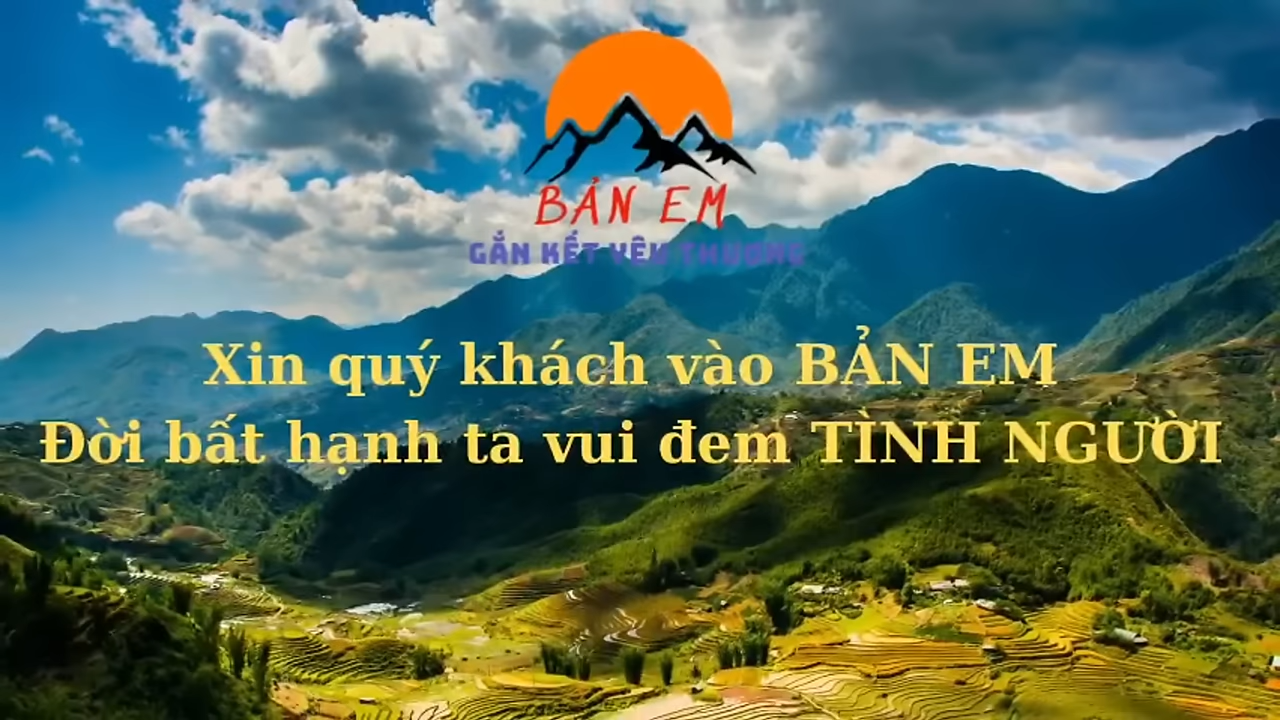 BẢN EM
GẮN KẾT YÊU THƯƠNG
Xin quý khách vào BẢN EM
Đời bất hạnh ta vui đem TÌNH NGƯỜI